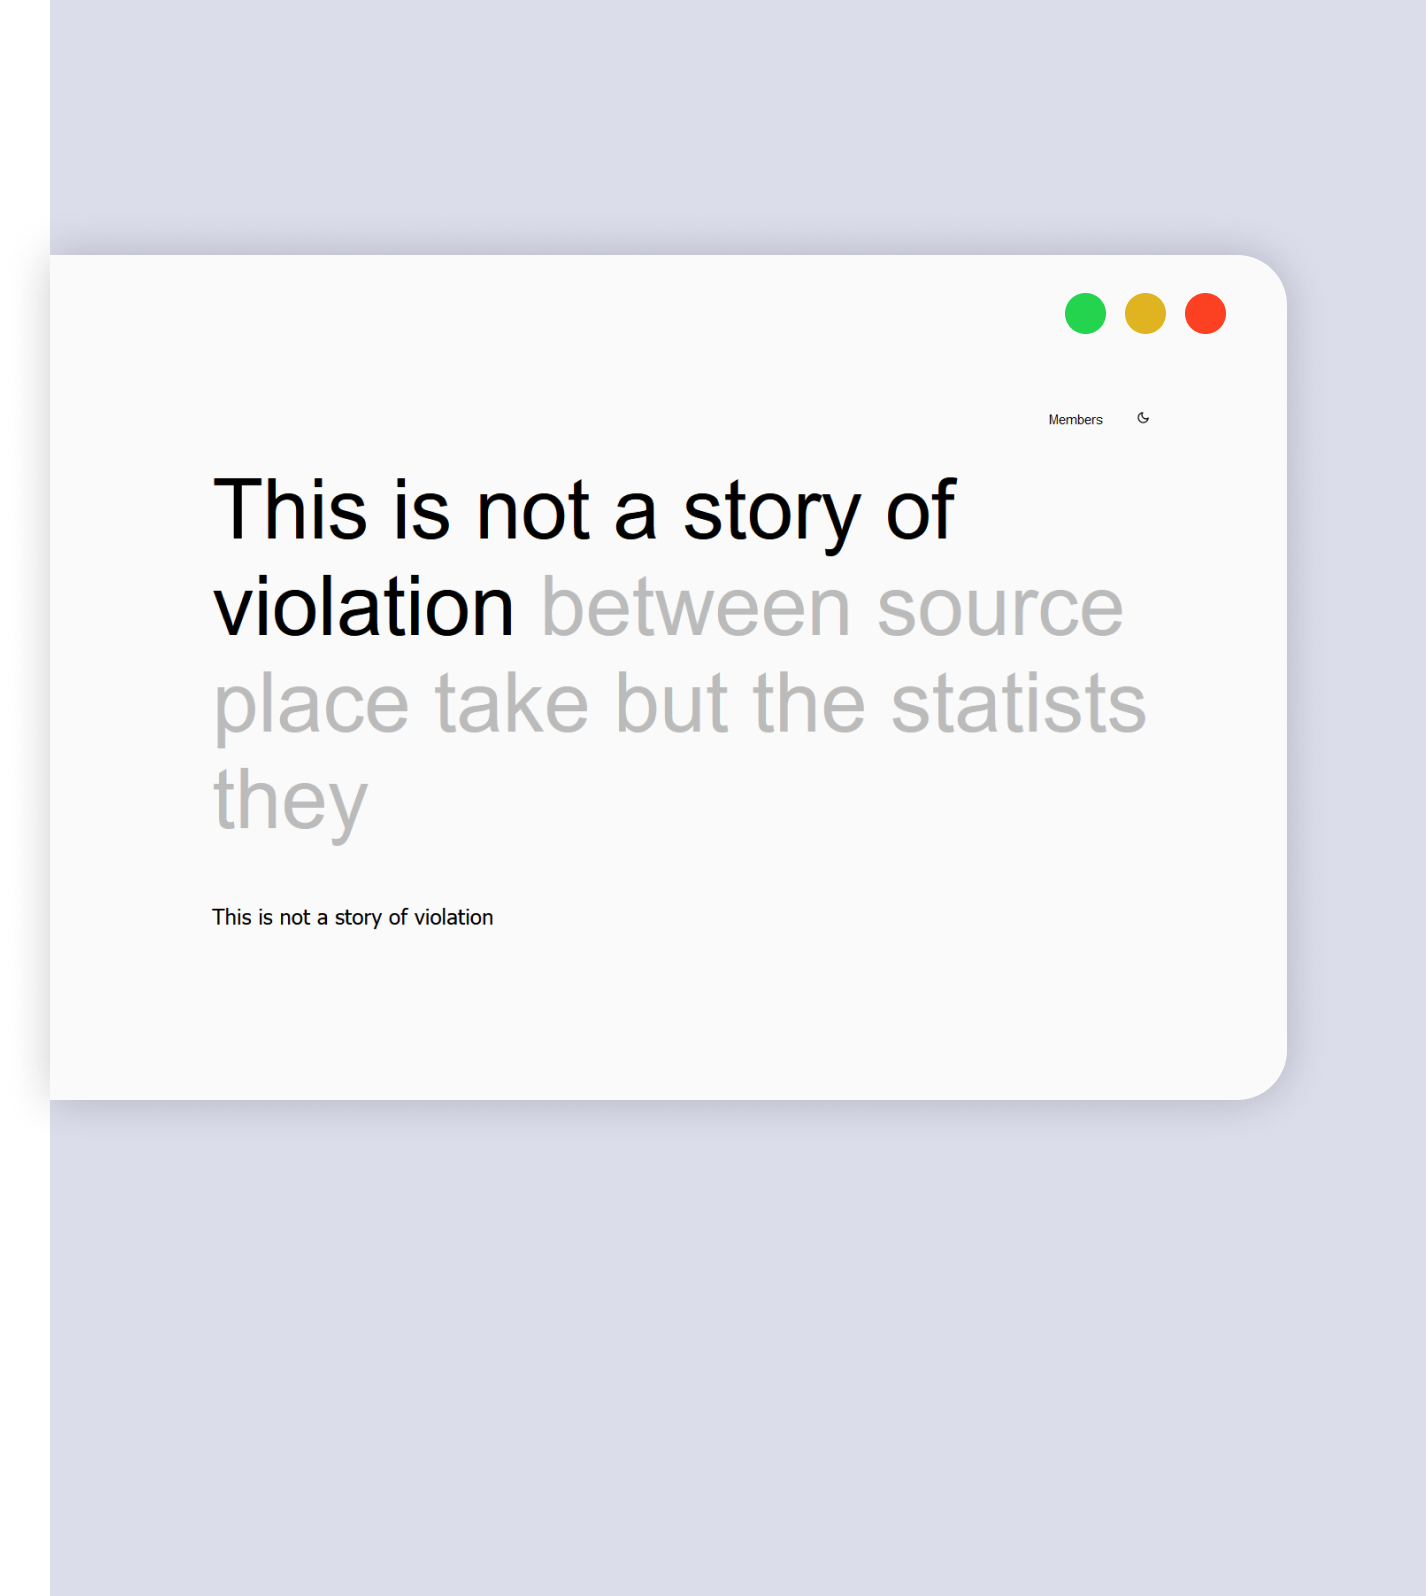 Members
This is not a story of
violation between source
place take but the statists
they
This is not a story of violation